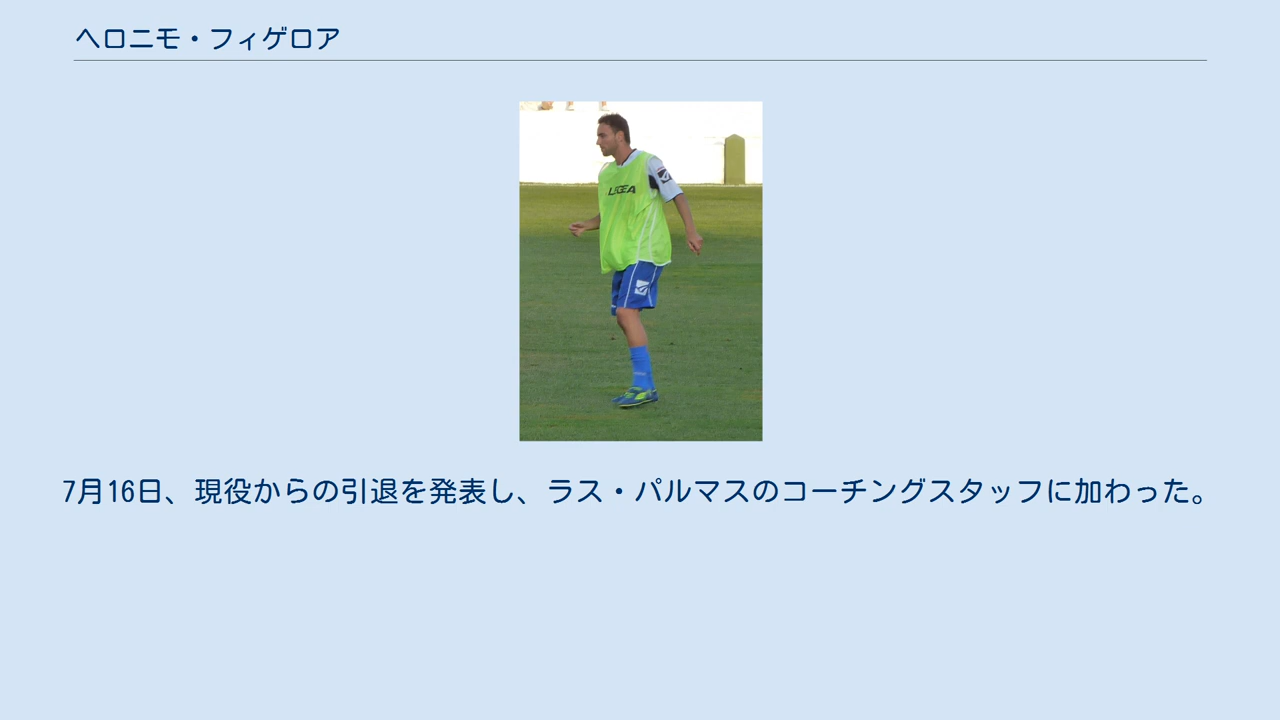 ヘロニモ・フィゲロア
LEGEA
7月16日、現役からの引退を発表し、ラス・パルマスのコーチングスタッフに加わった。